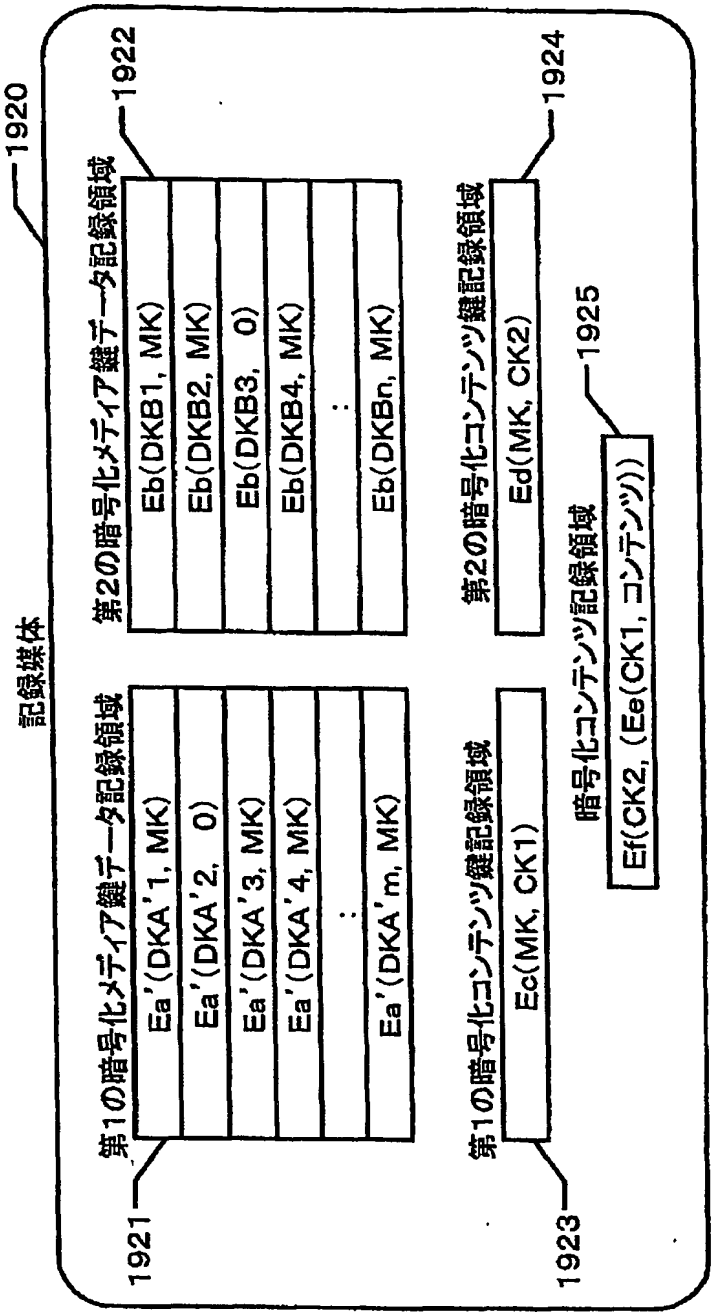 記録媒体
1920
第1の暗号化メディア鍵データ記録領域
1921
Ea'(DKA'1, MK)
Ea'(DKA'2, 0)
Ea'(DKA'3, MK)
Ea'(DKA'4, MK)
:
Ea'(DKA'm, MK)
第2の暗号化メディア鍵データ記録領域
1922
Eb(DKB1, MK)
Eb(DKB2, MK)
Eb(DKB3, 0)
Eb(DKB4, MK)
:
Eb(DKBn, MK)
第1の暗号化コンテンツ鍵記録領域
1923
Ec(MK, CK1)
第2の暗号化コンテンツ鍵記録領域
1924
Ed(MK, CK2)
暗号化コンテンツ記録領域
1925
Ef(CK2, (Ee(CK1, コンテンツ))